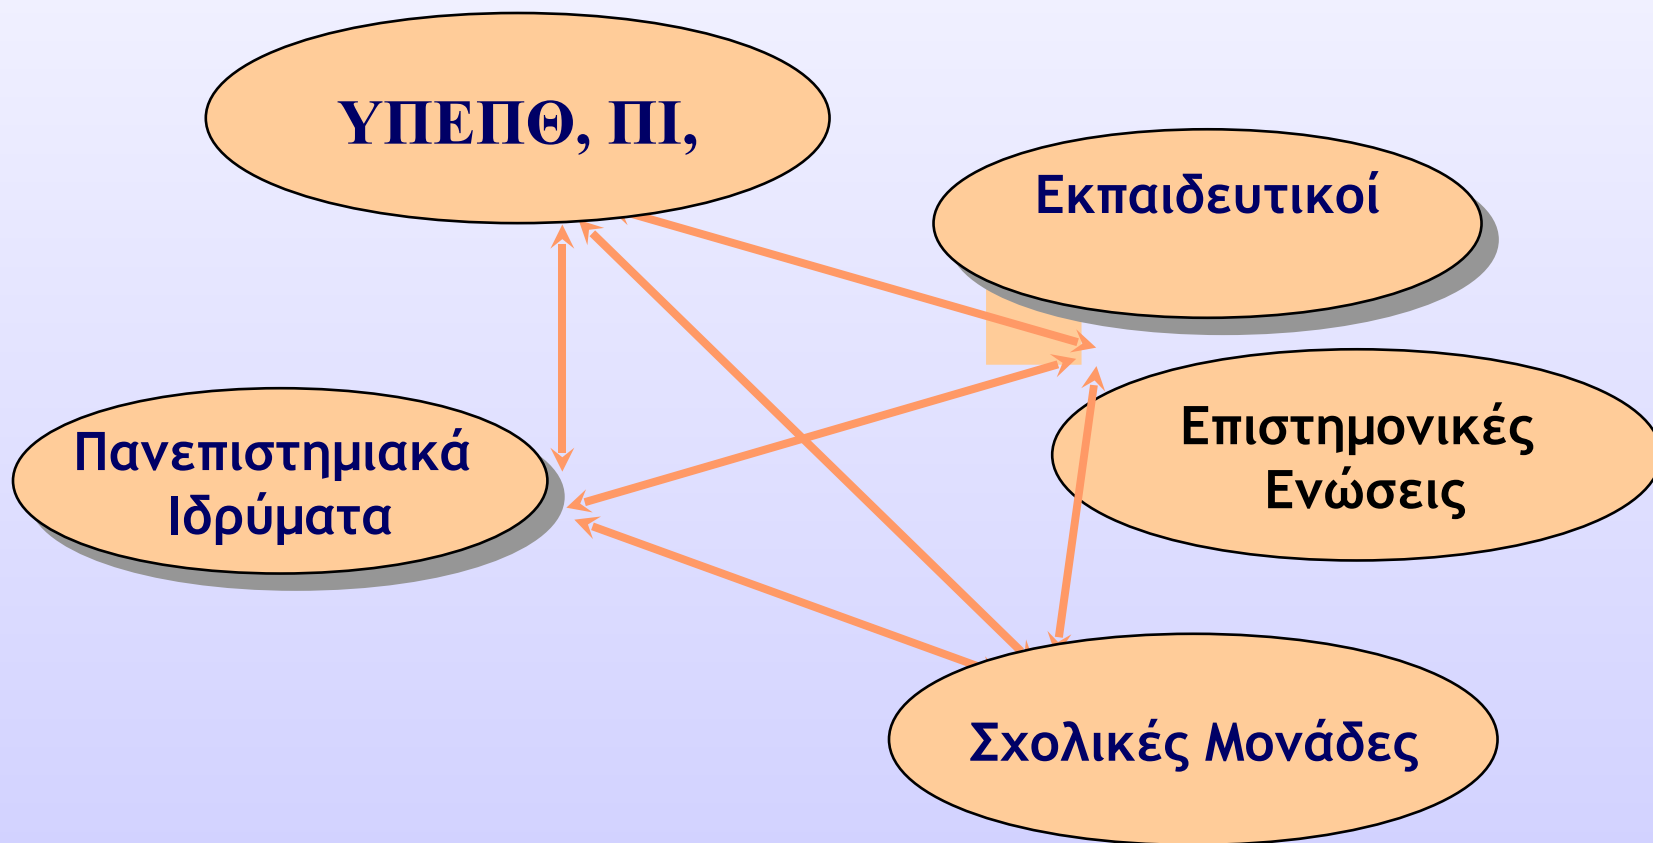 ΥΠΕΠΘ, ΠΙ,
Εκπαιδευτικοί
Επιστημονικές
Ενώσεις
Πανεπιστημιακά
Ιδρύματα
Σχολικές Μονάδες